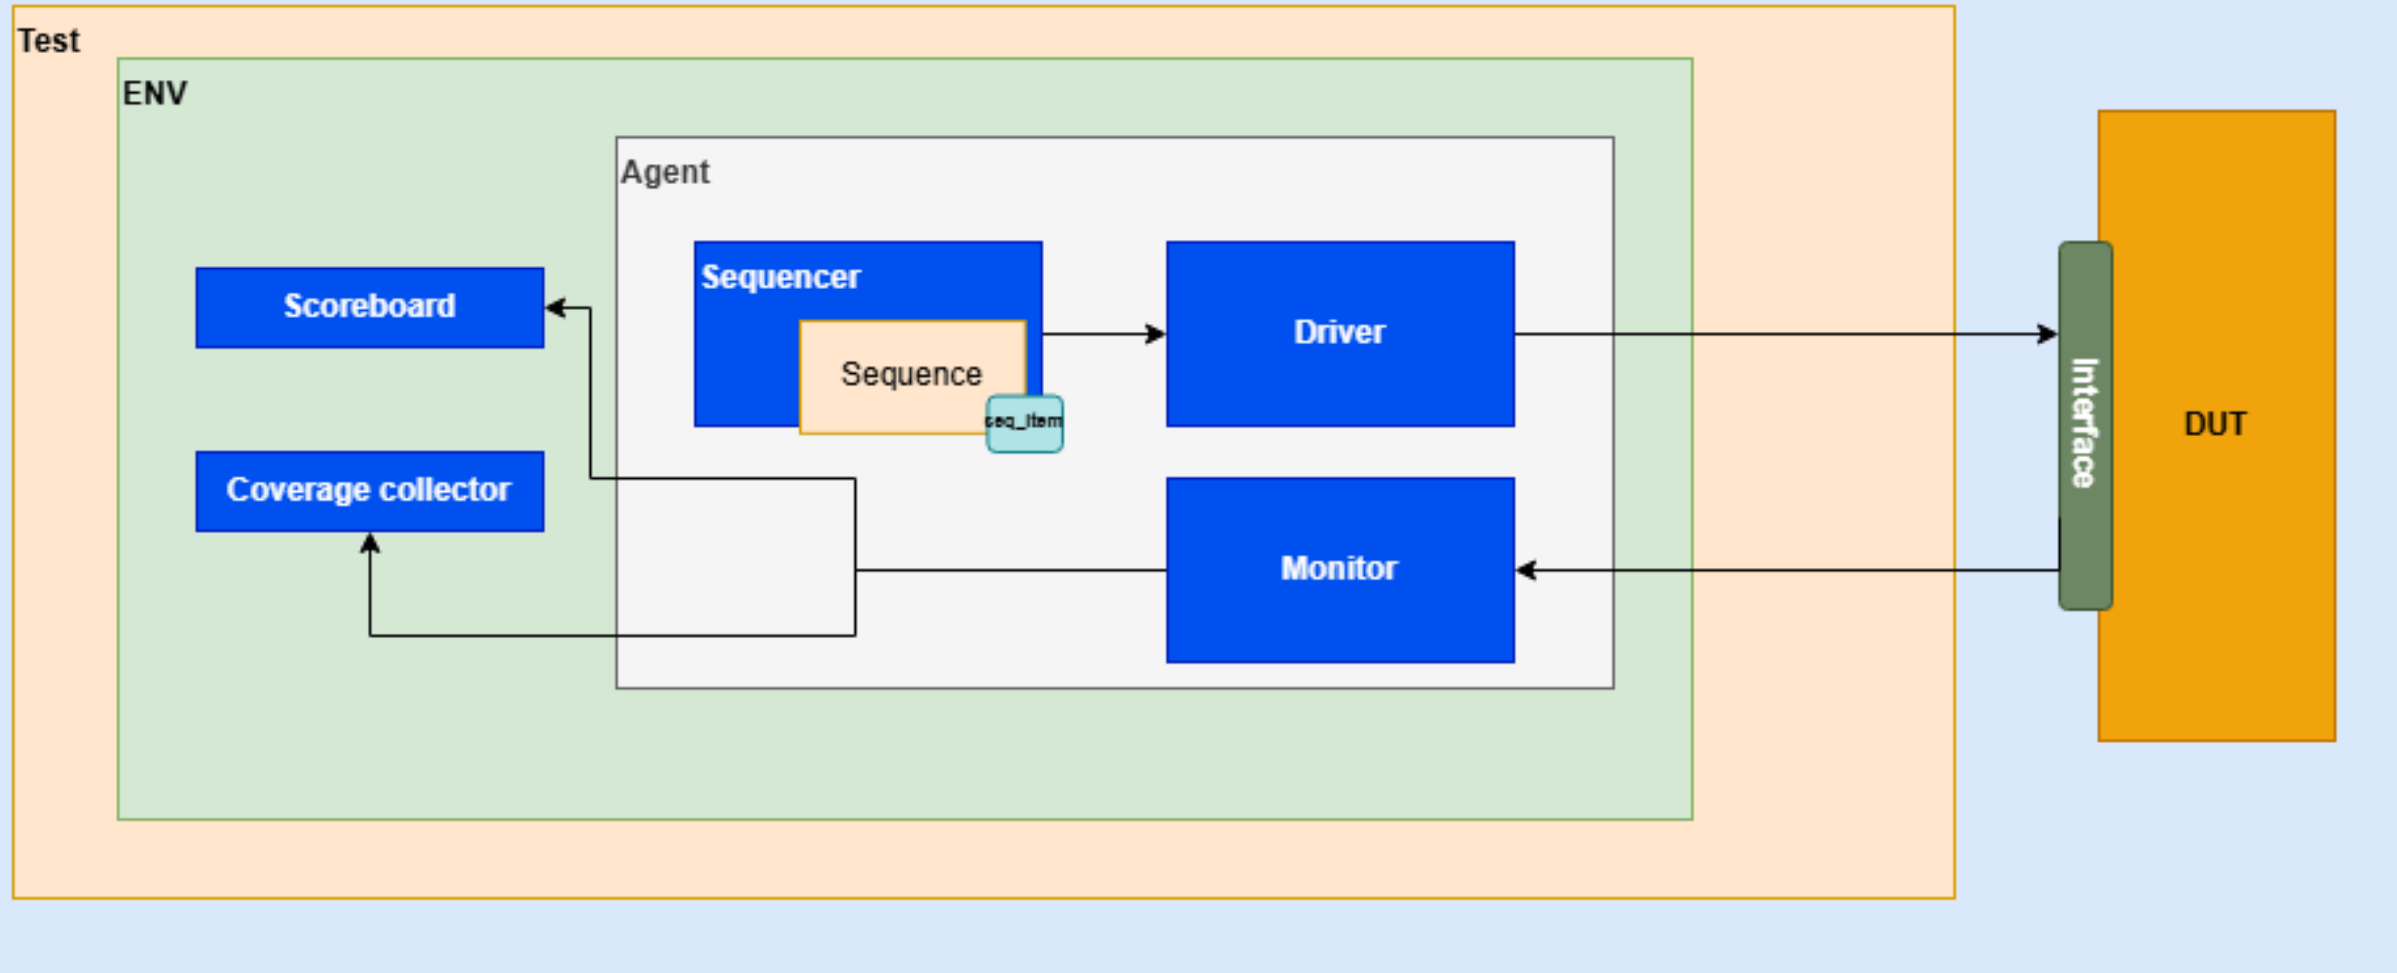 Test
ENV
Agent
Sequencer
Scoreboard
Driver
Sequence
seq_item
Interface
DUT
Coverage collector
Monitor